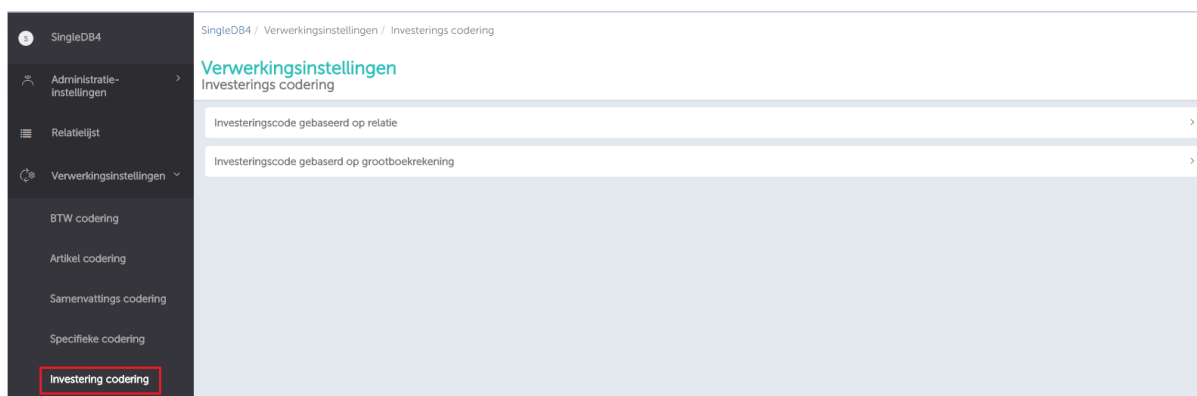 S SingleDB4
Administratie-
instellingen
Relatielijst
Verwerkingsinstellingen
BTW codering
Artikel codering
Samenvattings codering
Specifieke codering
Investering codering
SingleDB4 / Verwerkingsinstellingen / Investerings codering
Verwerkingsinstellingen
Investerings codering
Investeringscode gebaseerd op relatie
Investeringscode gebaserd op grootboekrekening